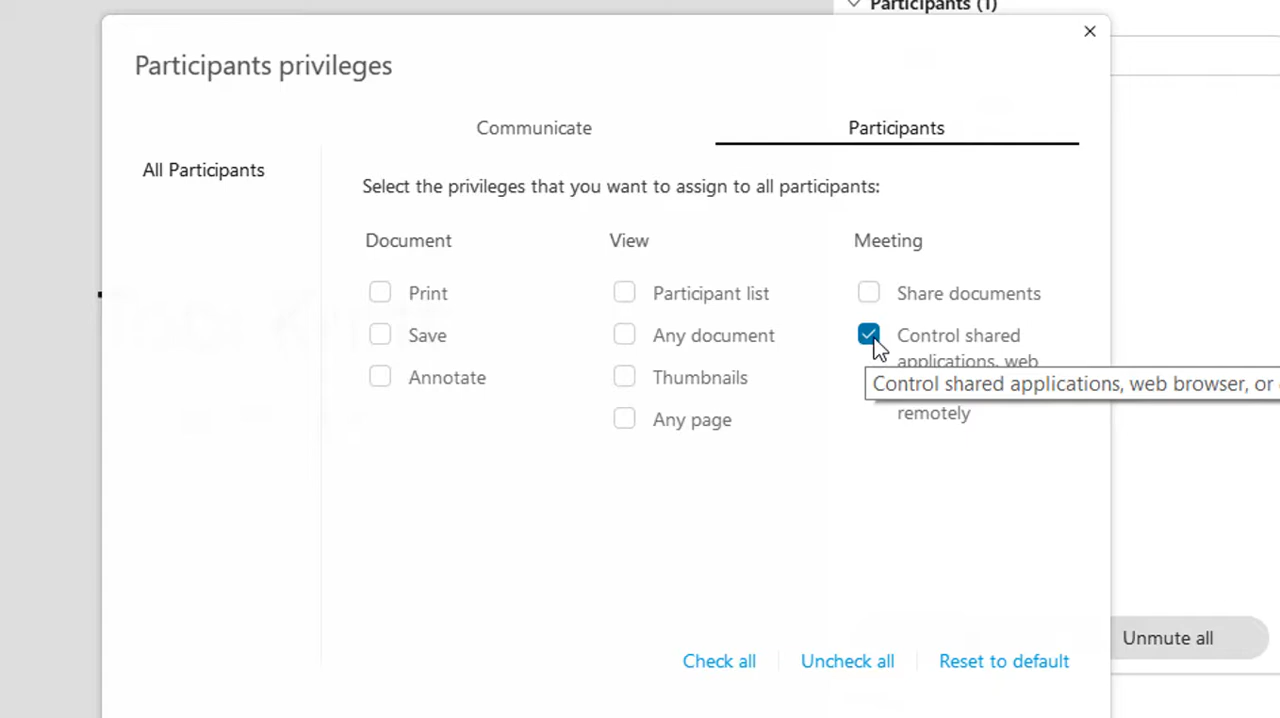 Participants (1)
Participants privileges
Communicate
Participants
All Participants
Select the privileges that you want to assign to all participants:
Document
View
Meeting
Print
Participant list
Share documents
Save
Any document
Control shared
applications, web
Annotate
Thumbnails
Control shared applications, web browser, or
Any page
remotely
Unmute all
Check all
Uncheck all
Reset to default